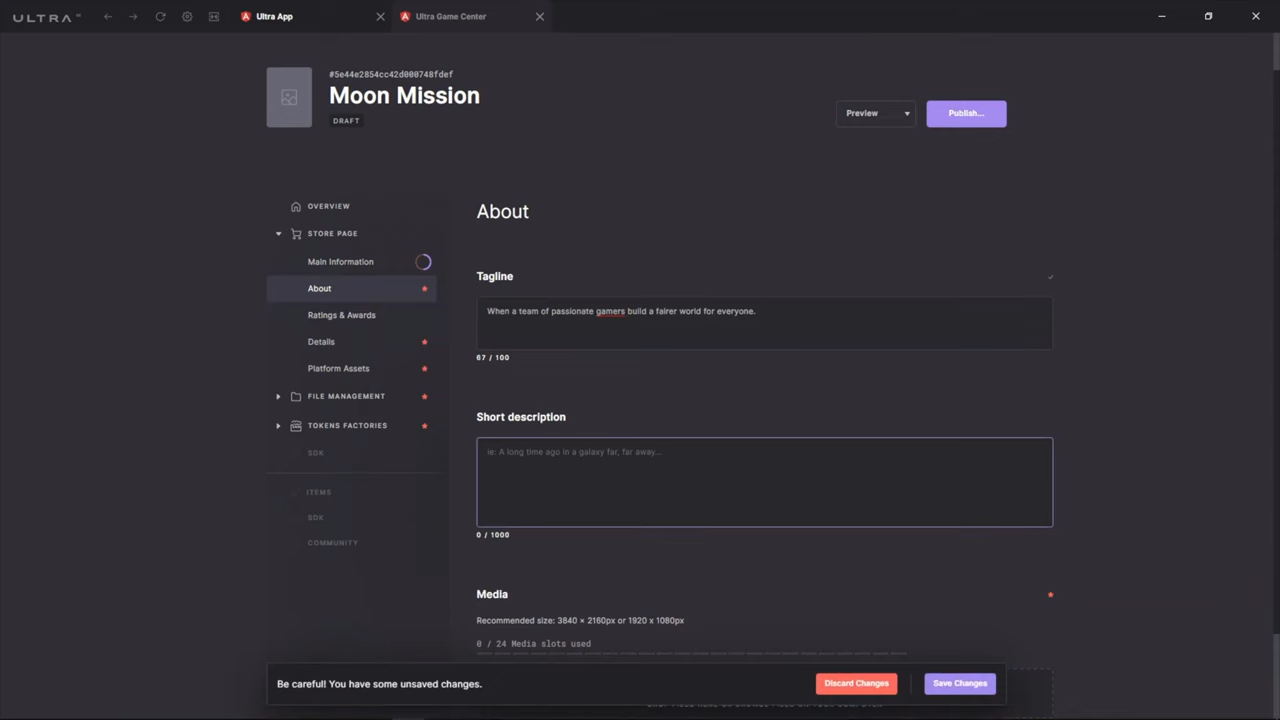 ULTRA
Ultra App
Ultra Game Center
#5e44e2854cc42d000748fdef
Moon Mission
DRAFT
Preview
Publish...
OVERVIEW
STORE PAGE
Main Information
About
Ratings & Awards
Details
Platform Assets
FILE MANAGEMENT
TOKENS FACTORIES
SDK
ITEMS
SDK
COMMUNITY
About
Tagline
When a team of passionate gamers build a fairer world for everyone.
67 / 100
Short description
ie: A long time ago in a galaxy far, far away...
0 / 1000
Media
Recommended size: 3840 × 2160px or 1920 x 1080px
0 / 24 Media slots used
Be careful! You have some unsaved changes.
Discard Changes
Save Changes